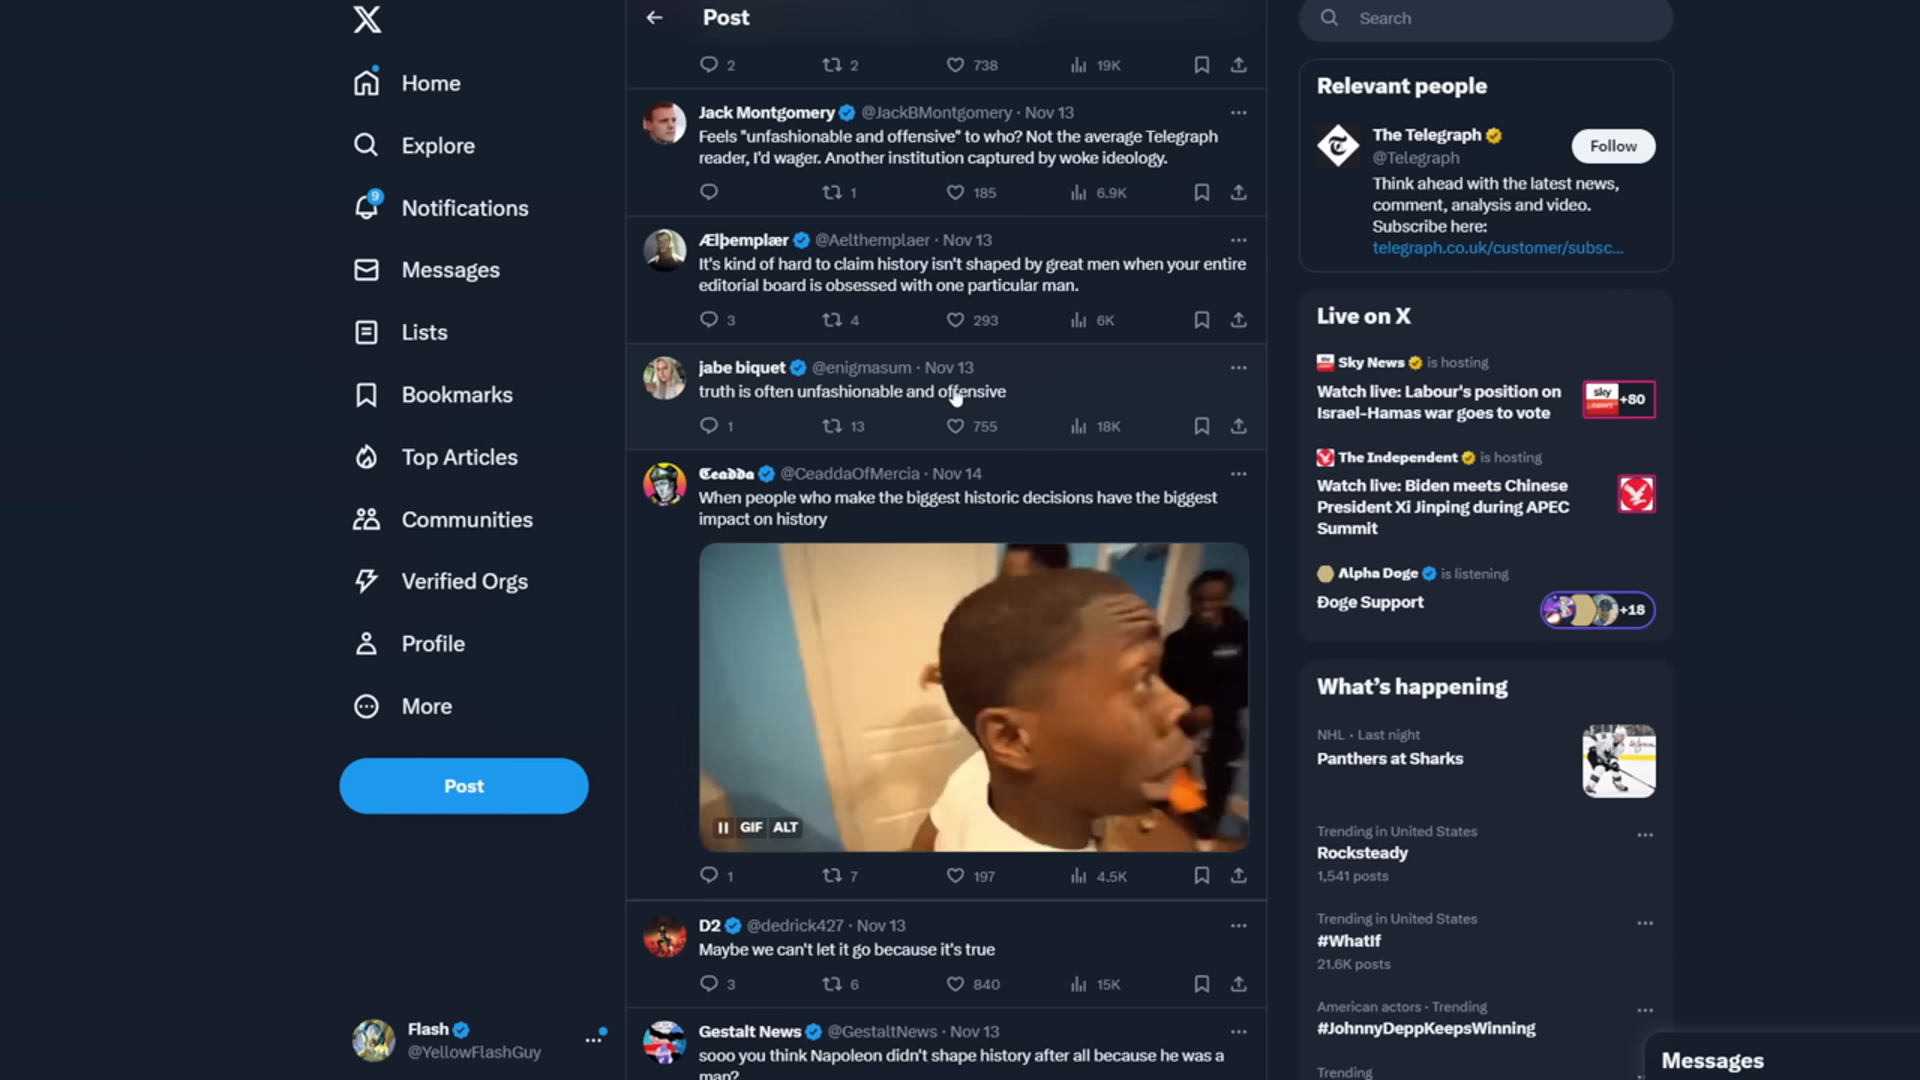 Post
Search
2
2
738
19K
Home
Explore
9
Notifications
Messages
Lists
Bookmarks
Top Articles
Communities
Verified Orgs
Profile
More
Post
Flash
@YellowFlashGuy
Jack Montgomery @JackBMontgomery · Nov 13
Feels "unfashionable and offensive" to who? Not the average Telegraph
reader, I'd wager. Another institution captured by woke ideology.
1
185
6.9K
Ælþemplær @Aelthemplaer · Nov 13
It's kind of hard to claim history isn't shaped by great men when your entire
editorial board is obsessed with one particular man.
3
4
293
6K
jabe biquet @enigmasum · Nov 13
truth is often unfashionable and offensive
1
13
755
18K
𝕮𝖊𝖆𝖉𝖉𝖆 @CeaddaOfMercia · Nov 14
When people who make the biggest historic decisions have the biggest
impact on history
GIF ALT
1
7
197
4.5K
D2 @dedrick427 · Nov 13
Maybe we can't let it go because it's true
3
6
840
15K
Gestalt News @GestaltNews · Nov 13
sooo you think Napoleon didn't shape history after all because he was a
man?
Relevant people
The Telegraph
@Telegraph
Follow
Think ahead with the latest news,
comment, analysis and video.
Subscribe here:
telegraph.co.uk/customer/subsc…
Live on X
Sky News is hosting
Watch live: Labour's position on
Israel-Hamas war goes to vote
sky news
+80
The Independent is hosting
Watch live: Biden meets Chinese
President Xi Jinping during APEC
Summit
Alpha Doge is listening
Ðoge Support
+18
What's happening
NHL · Last night
Panthers at Sharks
Trending in United States
Rocksteady
1,541 posts
Trending in United States
#WhatIf
21.6K posts
American actors · Trending
#JohnnyDeppKeepsWinning
Trending
Messages